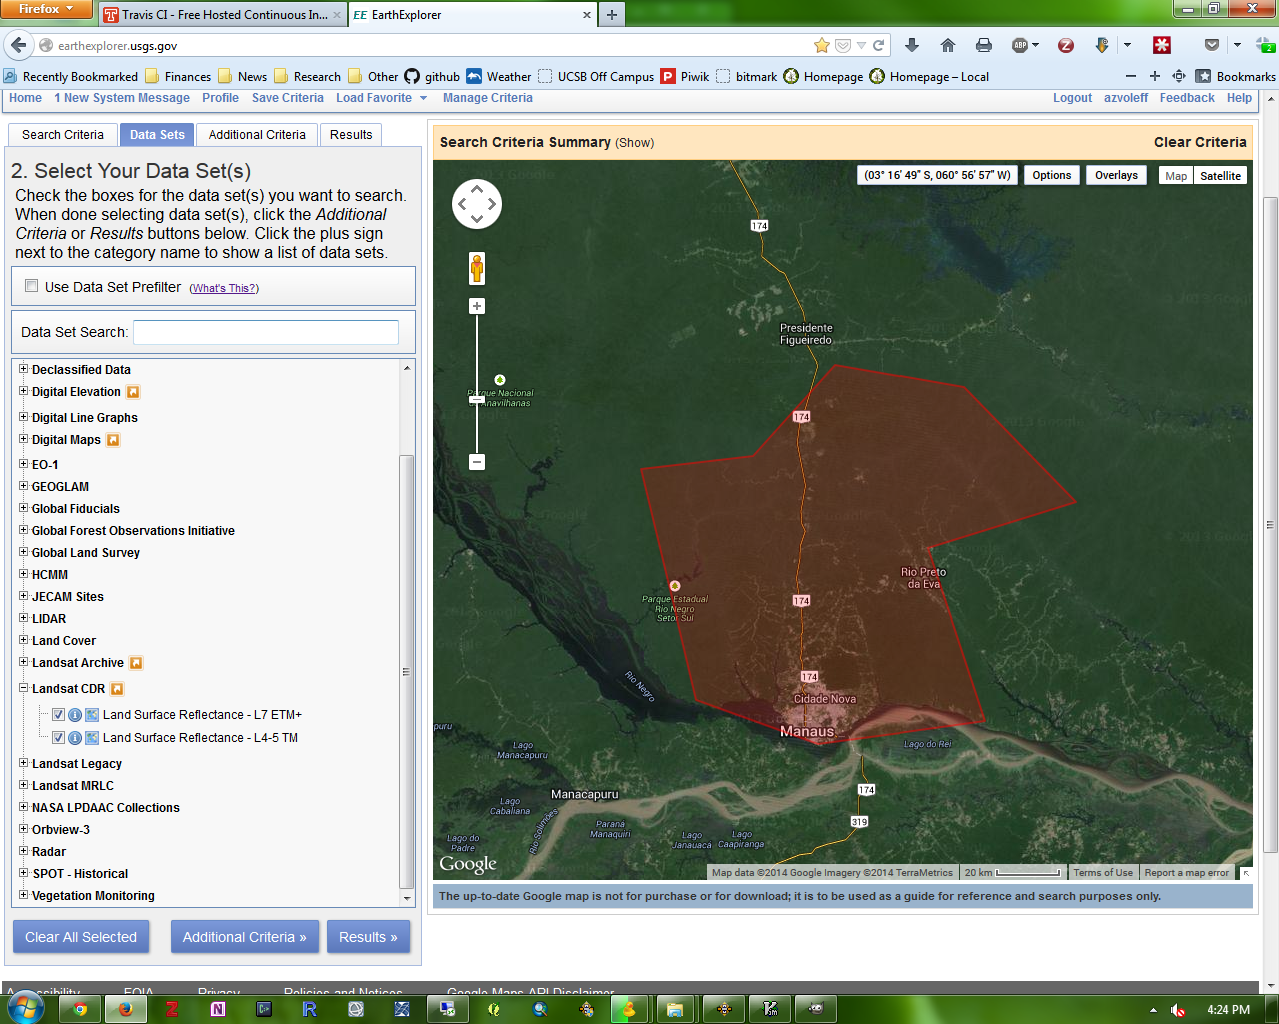 Firefox
Travis CI - Free Hosted Continuous In...
EE EarthExplorer
earthexplorer.usgs.gov
ABP
Z
2
Recently Bookmarked
Finances
News
Research
Other
github
Weather
UCSB Off Campus
Piwik
bitmark
Homepage
Homepage – Local
Bookmarks
Home
1 New System Message
Profile
Save Criteria
Load Favorite
Manage Criteria
Logout
azvoleff
Feedback
Help
Search Criteria
Data Sets
Additional Criteria
Results
2. Select Your Data Set(s)
Check the boxes for the data set(s) you want to search.
When done selecting data set(s), click the Additional
Criteria or Results buttons below. Click the plus sign
next to the category name to show a list of data sets.
Use Data Set Prefilter (What's This?)
Data Set Search:
Declassified Data
Digital Elevation
Digital Line Graphs
Digital Maps
EO-1
GEOGLAM
Global Fiducials
Global Forest Observations Initiative
Global Land Survey
HCMM
JECAM Sites
LIDAR
Land Cover
Landsat Archive
Landsat CDR
Land Surface Reflectance - L7 ETM+
Land Surface Reflectance - L4-5 TM
Landsat Legacy
Landsat MRLC
NASA LPDAAC Collections
Orbview-3
Radar
SPOT - Historical
Vegetation Monitoring
Clear All Selected
Additional Criteria »
Results »
Search Criteria Summary (Show)
Clear Criteria
(03° 16' 49" S, 060° 56' 57" W)
Options
Overlays
Map
Satellite
174
Presidente
Figueiredo
Parque Nacional
Anavilhanas
174
Rio Preto
da Eva
Parque Estadual
Rio Negro
Setor Sul
174
Rio Negro
174
Cidade Nova
Manaus
Lago do Rei
Lago
Manacapuru
Manacapuru
174
Lago
Cabaliana
Rio Solimões
Paraná
Manaquiri
319
Lago do
Padre
Lago
Janauacá
Lago
Caapiranga
Google
Map data ©2014 Google Imagery ©2014 TerraMetrics
20 km
Terms of Use
Report a map error
The up-to-date Google map is not for purchase or for download; it is to be used as a guide for reference and search purposes only.
Accessibility
FOIA
Privacy
Policies and Notices
Google Maps API Disclaimer
4:24 PM